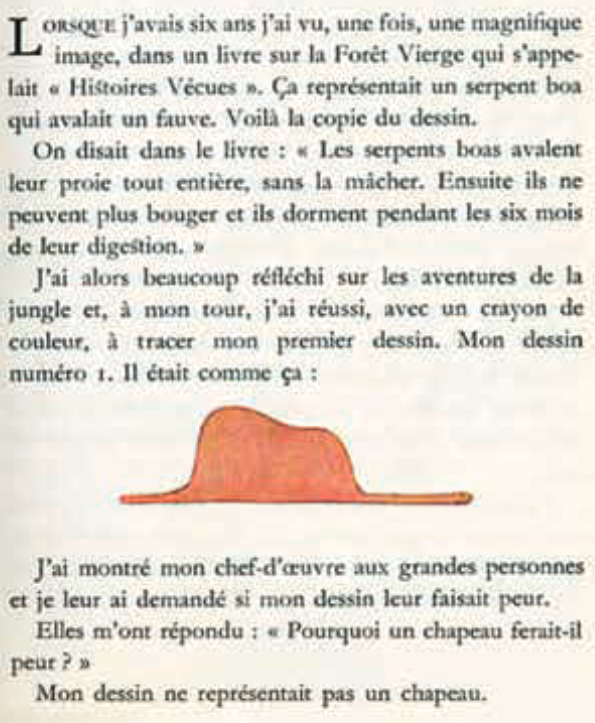 LORSQUE j'avais six ans j'ai vu, une fois, une magnifique
image, dans un livre sur la Forêt Vierge qui s'appe-
lait « Histoires Vécues ». Ça représentait un serpent boa
qui avalait un fauve. Voilà la copie du dessin.
On disait dans le livre : « Les serpents boas avalent
leur proie tout entière, sans la mâcher. Ensuite ils ne
peuvent plus bouger et ils dorment pendant les six mois
de leur digestion. »
J'ai alors beaucoup réfléchi sur les aventures de la
jungle et, à mon tour, j'ai réussi, avec un crayon de
couleur, à tracer mon premier dessin. Mon dessin
numéro 1. Il était comme ça :
J'ai montré mon chef-d'œuvre aux grandes personnes
et je leur ai demandé si mon dessin leur faisait peur.
Elles m'ont répondu : « Pourquoi un chapeau ferait-il
peur ? »
Mon dessin ne représentait pas un chapeau.